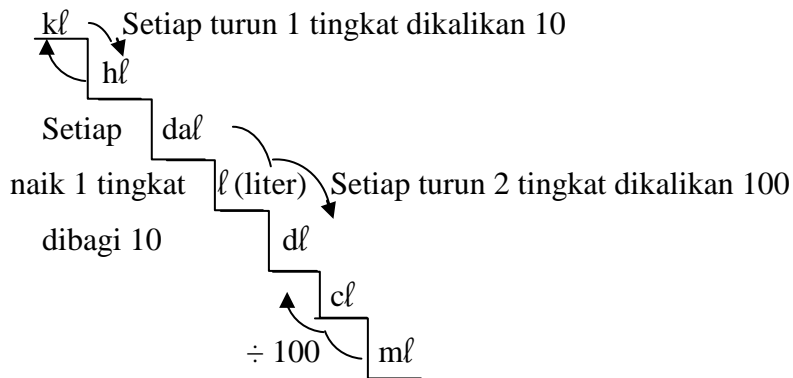 kℓ Setiap turun 1 tingkat dikalikan 10
hℓ
Setiap daℓ
naik 1 tingkat ℓ (liter) Setiap turun 2 tingkat dikalikan 100
dibagi 10 dℓ
cℓ
÷ 100 mℓ